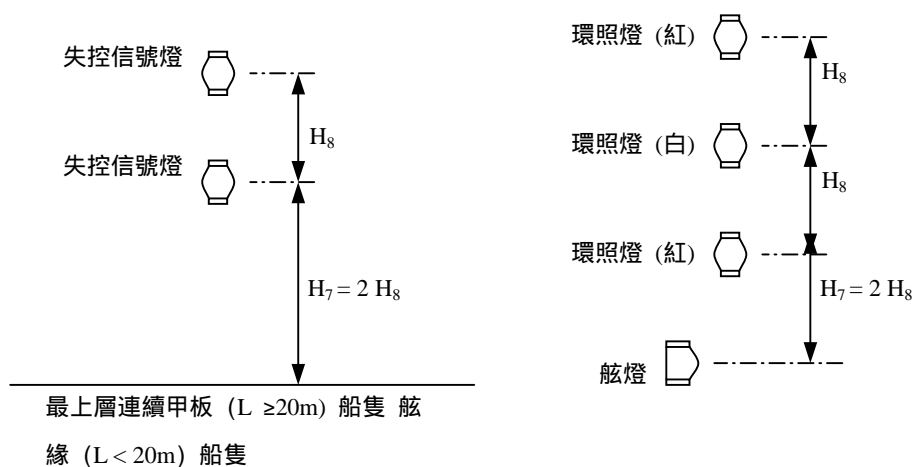 失控信號燈
H₈
失控信號燈
H₇ = 2 H₈
最上層連續甲板 (L ≥20m) 船隻 舷
緣 (L < 20m) 船隻
環照燈 (紅)
H₈
環照燈 (白)
H₈
環照燈 (紅)
H₇ = 2 H₈
舷燈